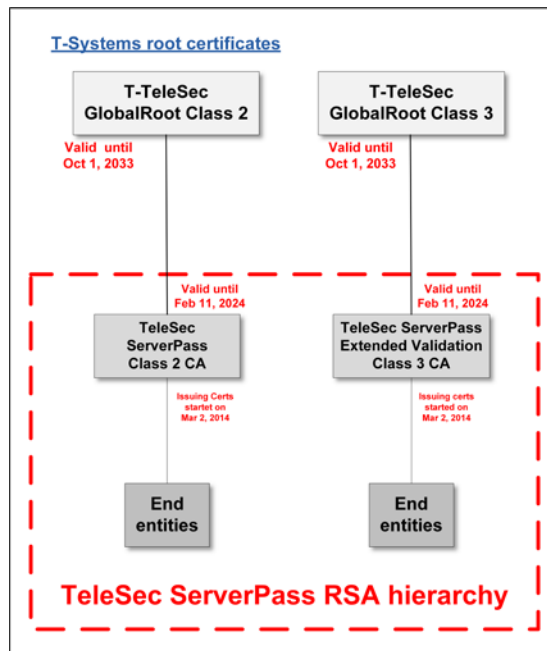 T-Systems root certificates
T-TeleSec
GlobalRoot Class 2
T-TeleSec
GlobalRoot Class 3
Valid until
Oct 1, 2033
Valid until
Oct 1, 2033
Valid until
Feb 11, 2024
Valid until
Feb 11, 2024
TeleSec
ServerPass
Class 2 CA
TeleSec ServerPass
Extended Validation
Class 3 CA
Issuing Certs
startet on
Mar 2, 2014
Issuing certs
started on
Mar 2, 2014
End
entities
End
entities
TeleSec ServerPass RSA hierarchy